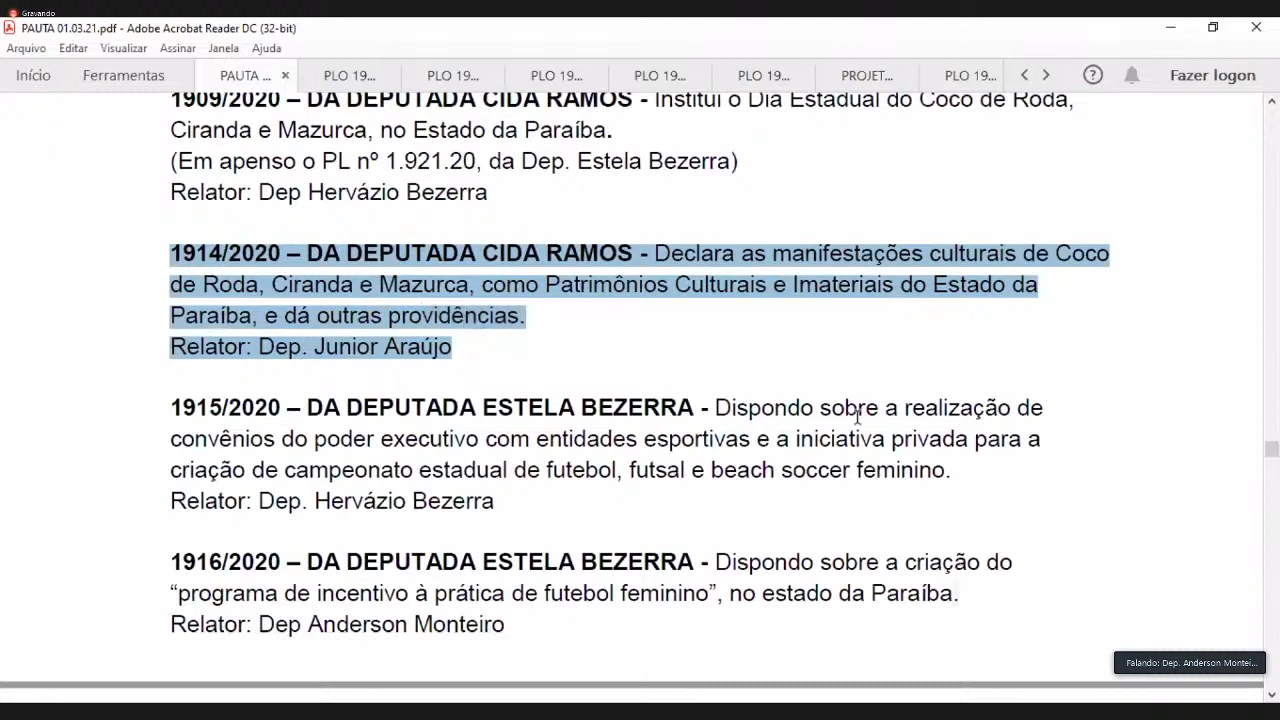 Gravando
PAUTA 01.03.21.pdf - Adobe Acrobat Reader DC (32-bit)
Arquivo Editar Visualizar Assinar Janela Ajuda
Início Ferramentas PAUTA ... × PLO 19... PLO 19... PLO 19... PLO 19... PLO 19... PROJET... PLO 19... Fazer logon
1909/2020 – DA DEPUTADA CIDA RAMOS - Institui o Dia Estadual do Coco de Roda,
Ciranda e Mazurca, no Estado da Paraíba.
(Em apenso o PL nº 1.921.20, da Dep. Estela Bezerra)
Relator: Dep Hervázio Bezerra
1914/2020 – DA DEPUTADA CIDA RAMOS - Declara as manifestações culturais de Coco
de Roda, Ciranda e Mazurca, como Patrimônios Culturais e Imateriais do Estado da
Paraíba, e dá outras providências.
Relator: Dep. Junior Araújo
1915/2020 – DA DEPUTADA ESTELA BEZERRA - Dispondo sobre a realização de
convênios do poder executivo com entidades esportivas e a iniciativa privada para a
criação de campeonato estadual de futebol, futsal e beach soccer feminino.
Relator: Dep. Hervázio Bezerra
1916/2020 – DA DEPUTADA ESTELA BEZERRA - Dispondo sobre a criação do
“programa de incentivo à prática de futebol feminino”, no estado da Paraíba.
Relator: Dep Anderson Monteiro
Falando: Dep. Anderson Montei...